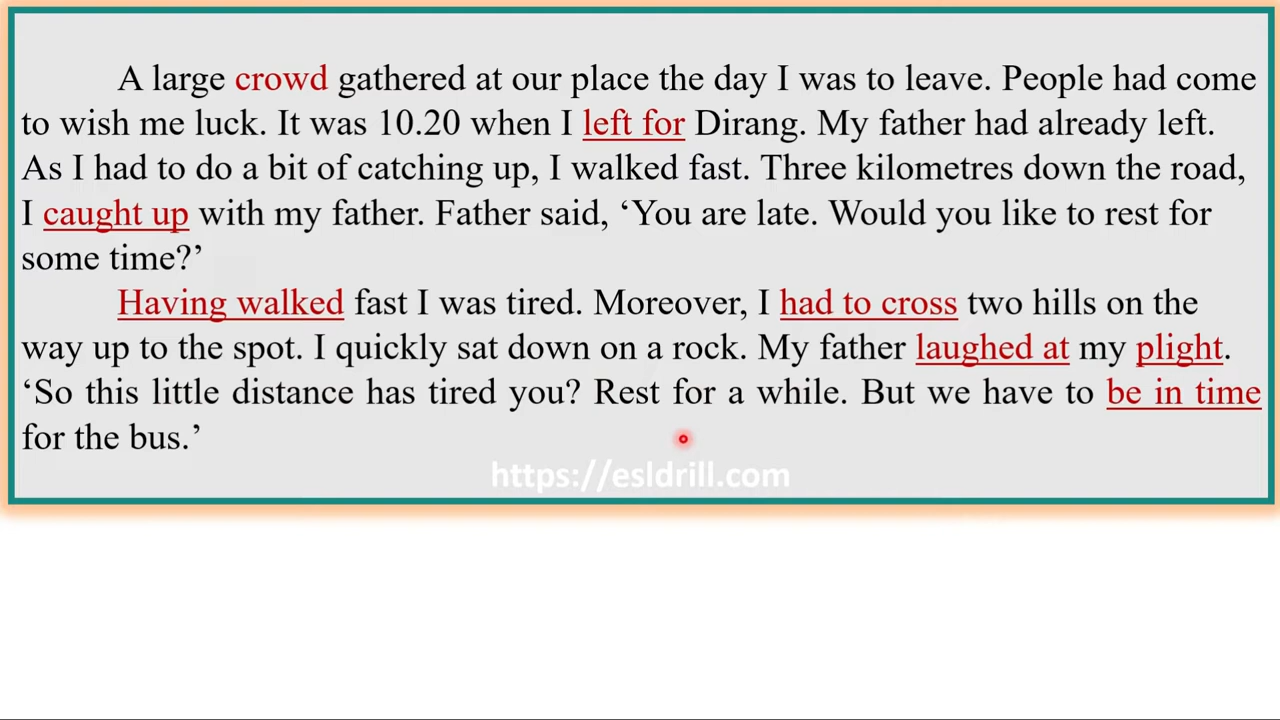 A large crowd gathered at our place the day I was to leave. People had come
to wish me luck. It was 10.20 when I left for Dirang. My father had already left.
As I had to do a bit of catching up, I walked fast. Three kilometres down the road,
I caught up with my father. Father said, ‘You are late. Would you like to rest for
some time?’
Having walked fast I was tired. Moreover, I had to cross two hills on the
way up to the spot. I quickly sat down on a rock. My father laughed at my plight.
‘So this little distance has tired you? Rest for a while. But we have to be in time
for the bus.’
https://esldrill.com